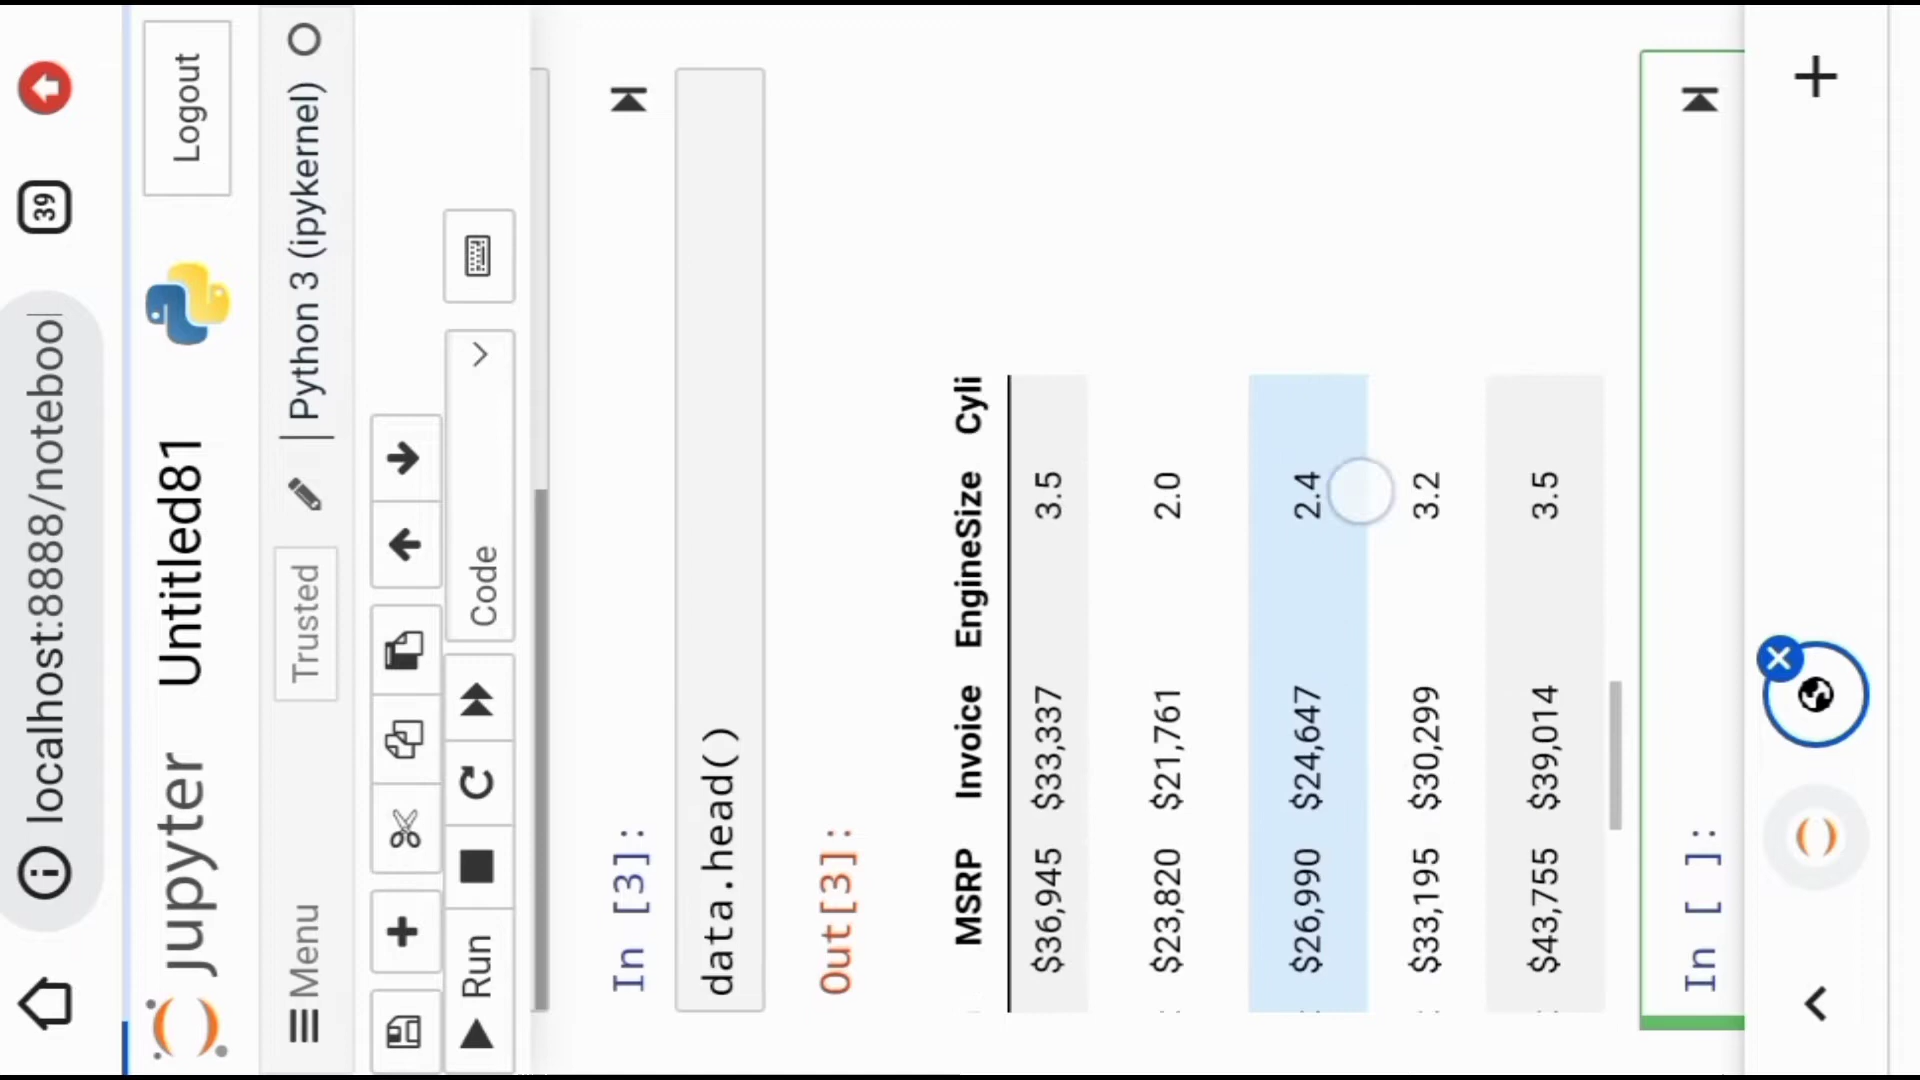 localhost:8888/noteboo
39
jupyter Untitled81
Logout
Menu
Trusted
Python 3 (ipykernel)
Run
Code
In [3]:
data.head()
Out[3]:
MSRP Invoice EngineSize Cyli
$36,945 $33,337 3.5
$23,820 $21,761 2.0
$26,990 $24,647 2.4
$33,195 $30,299 3.2
$43,755 $39,014 3.5
In [ ]: